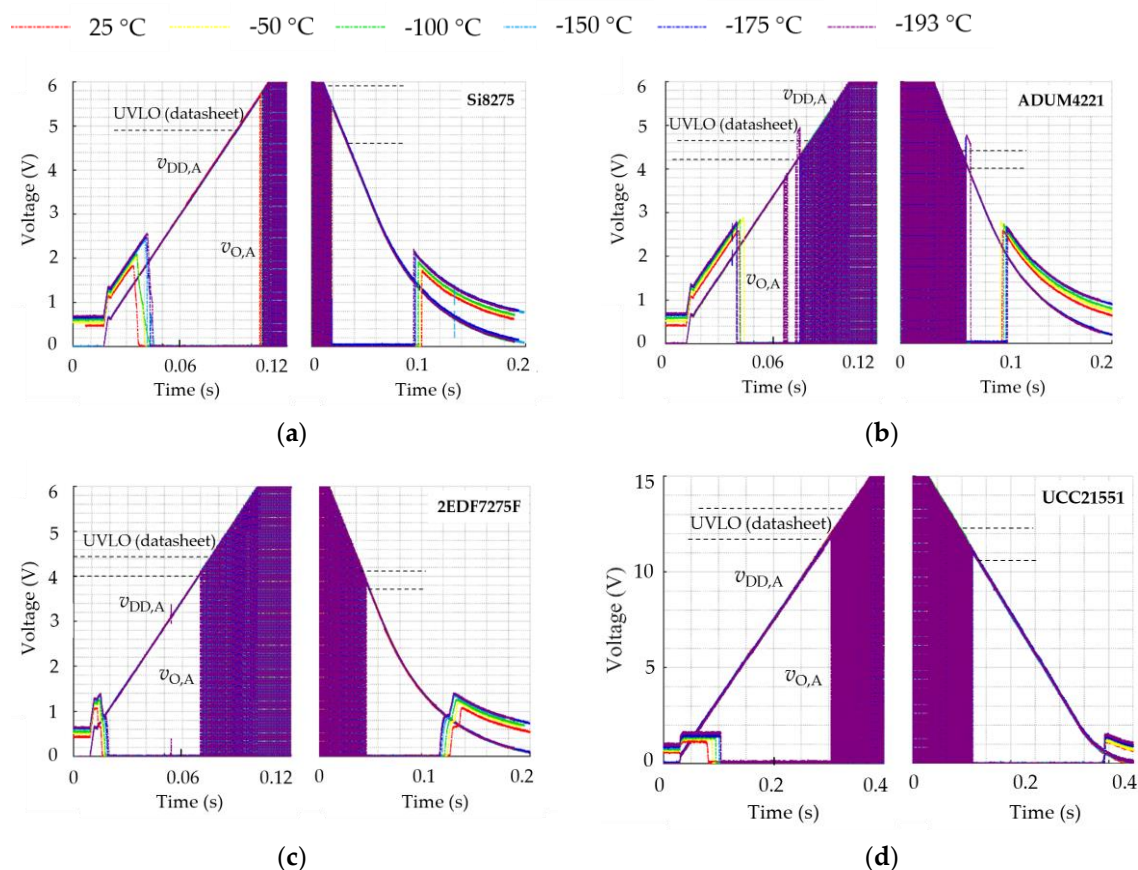 25 °C -50 °C -100 °C -150 °C -175 °C -193 °C
Si8275
UVLO (datasheet)
vDD,A
vO,A
Voltage (V)
6
5
4
3
2
1
0
0.06
0.12
0
0.1
0.2
Time (s)
Time (s)
(a)
ADUM4221
vDD,A
UVLO (datasheet)
vO,A
Voltage (V)
6
5
4
3
2
1
0
0
0.06
0.12
0
0.1
0.2
Time (s)
Time (s)
(b)
2EDF7275F
UVLO (datasheet)
vDD,A
vO,A
Voltage (V)
6
5
4
3
2
1
0
0.06
0.12
0
0.1
0.2
Time (s)
Time (s)
(c)
UCC21551
UVLO (datasheet)
vDD,A
vO,A
Voltage (V)
15
10
5
0
0
0.2
0.4
0.2
0.4
Time (s)
Time (s)
(d)